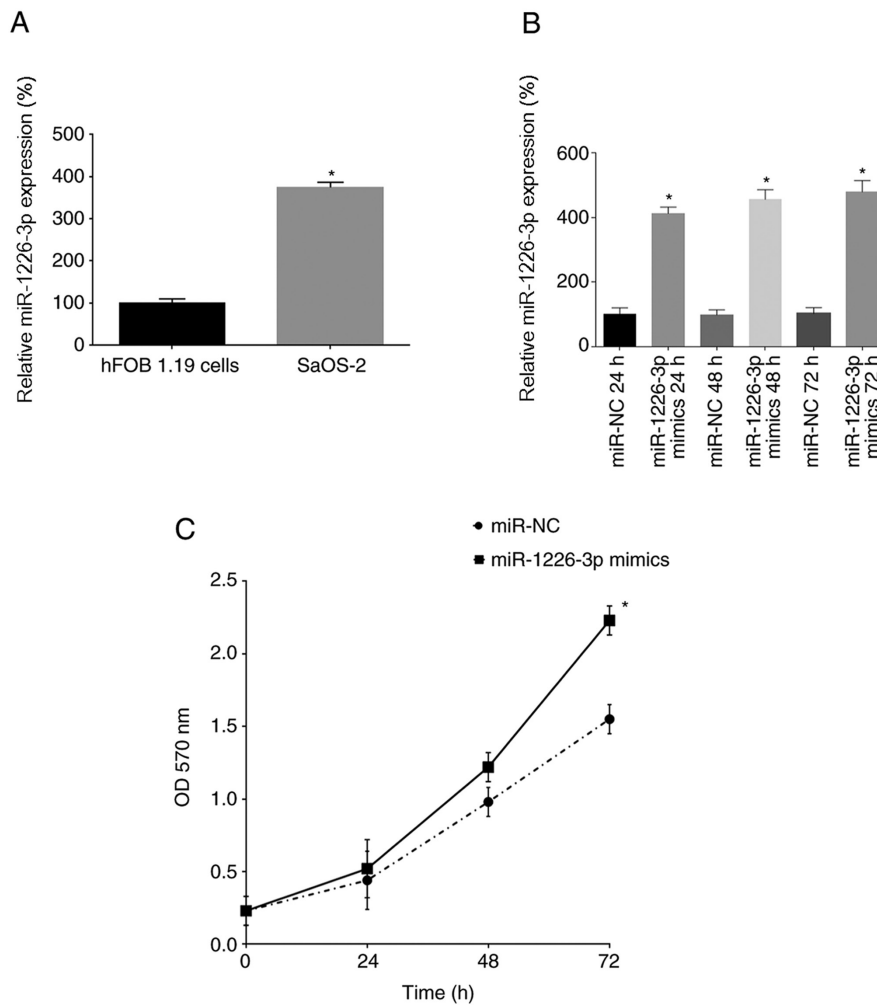 A
Relative miR-1226-3p expression (%)
500
400
300
200
100
0
*
hFOB 1.19 cells
SaOS-2
B
Relative miR-1226-3p expression (%)
600
400
200
0
*
*
*
miR-NC 24 h
miR-1226-3p
mimics 24 h
miR-NC 48 h
miR-1226-3p
mimics 48 h
miR-NC 72 h
miR-1226-3p
mimics 72 h
C
miR-NC
miR-1226-3p mimics
OD 570 nm
2.5
2.0
1.5
1.0
0.5
0.0
*
0
24
48
72
Time (h)